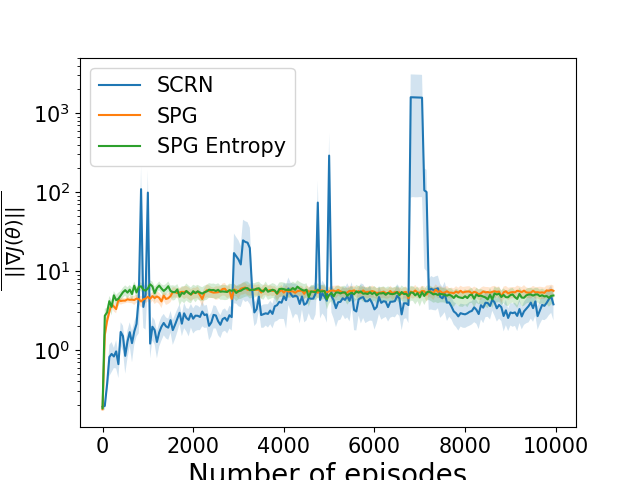 SCRN
SPG
SPG Entropy
10³
10²
10¹
10⁰
||∇J(θ)||
0 2000 4000 6000 8000 10000
Number of episodes